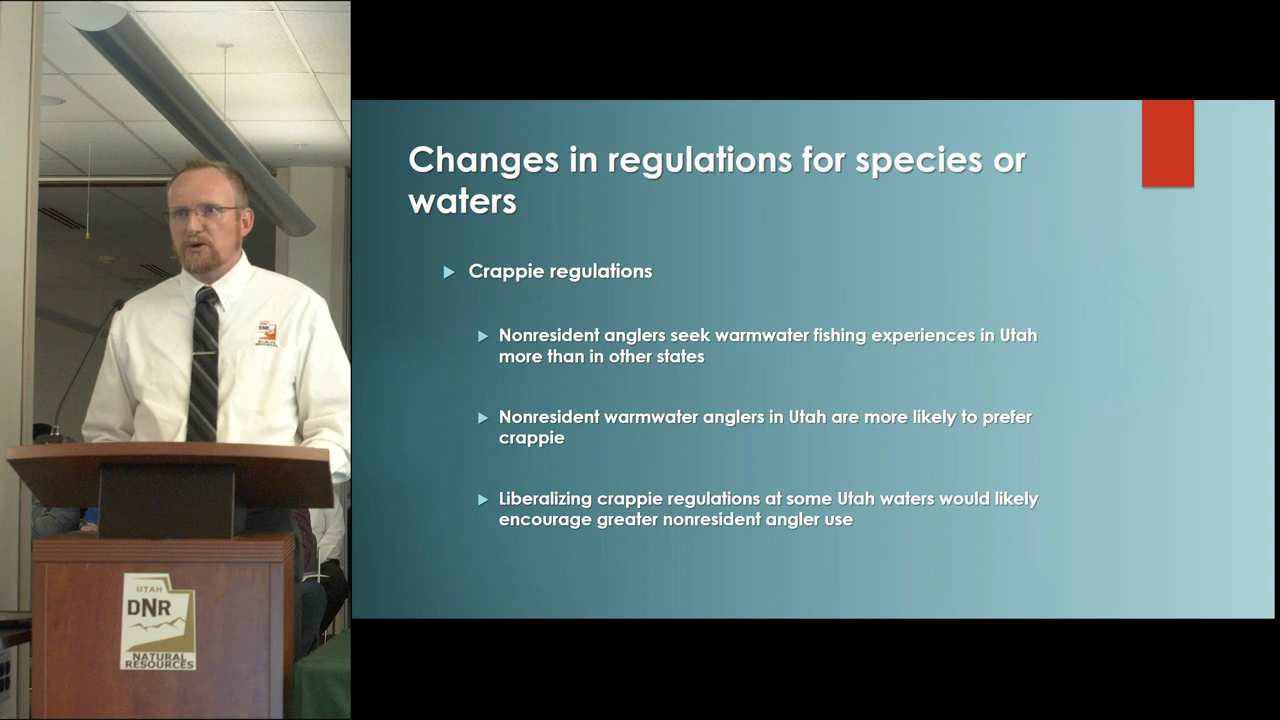 Changes in regulations for species or
waters
Crappie regulations
Nonresident anglers seek warmwater fishing experiences in Utah
more than in other states
Nonresident warmwater anglers in Utah are more likely to prefer
crappie
Liberalizing crappie regulations at some Utah waters would likely
encourage greater nonresident angler use
DNR
UTAH
DNR
NATURAL
RESOURCES